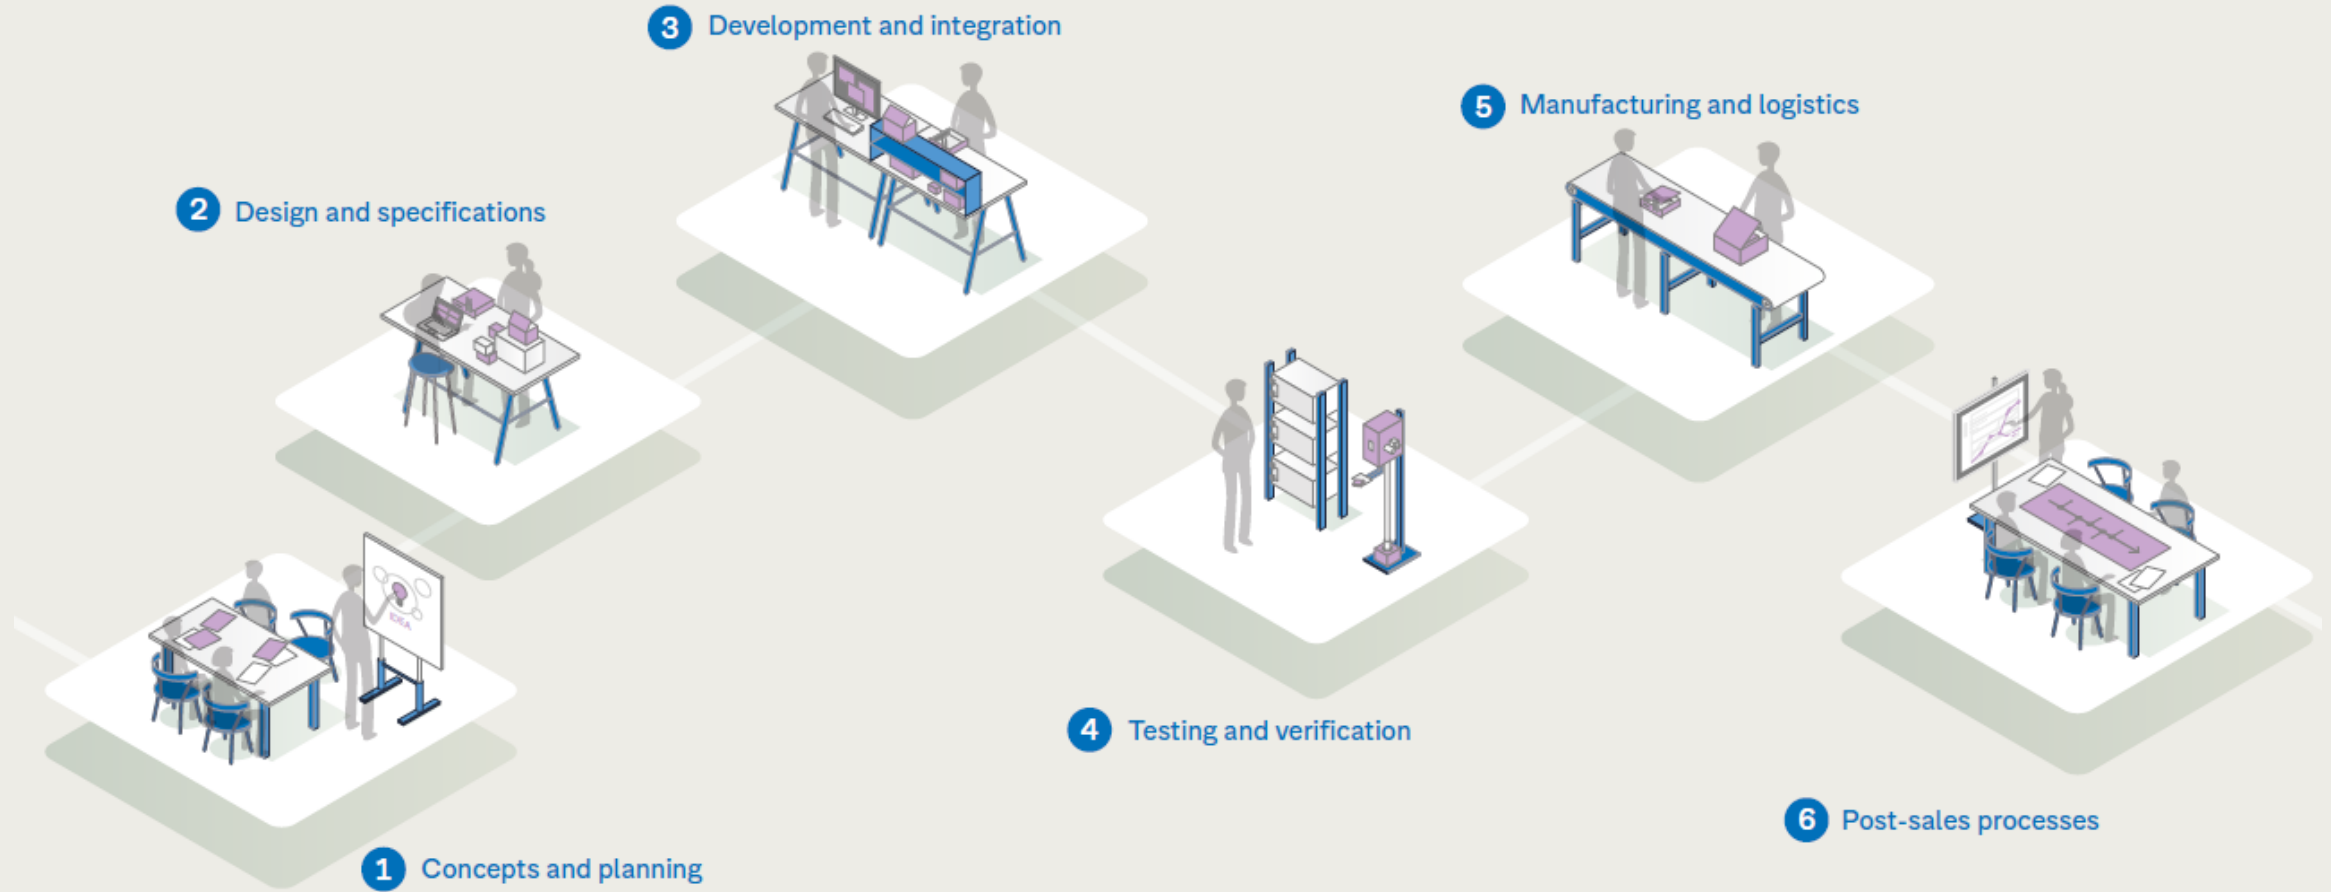 3 Development and integration
5 Manufacturing and logistics
2 Design and specifications
IDEA
4 Testing and verification
6 Post-sales processes
1 Concepts and planning